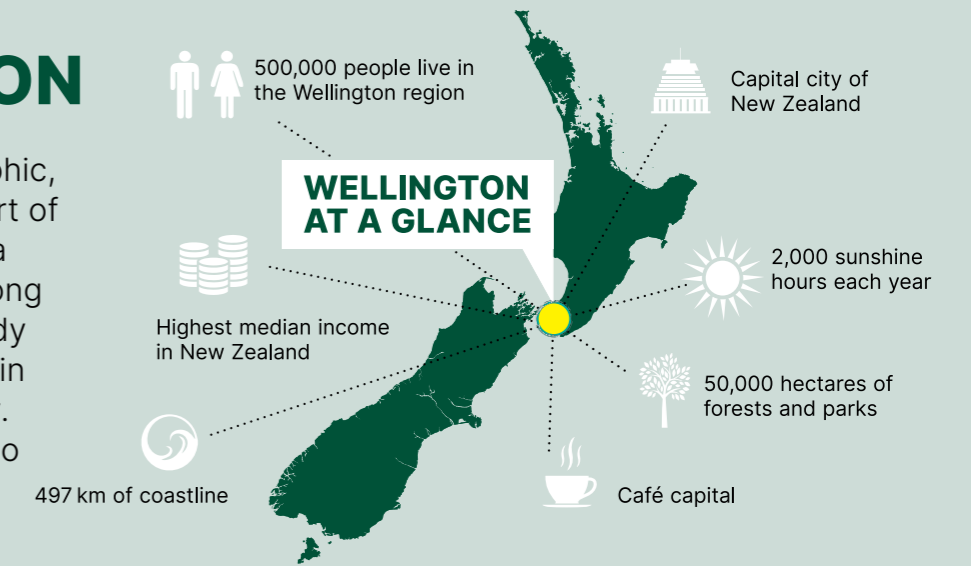 ON
hic,
rt of
a
ong
dy
in
.
o
500,000 people live in
the Wellington region
Capital city of
New Zealand
WELLINGTON
AT A GLANCE
2,000 sunshine
hours each year
Highest median income
in New Zealand
50,000 hectares of
forests and parks
497 km of coastline
Café capital